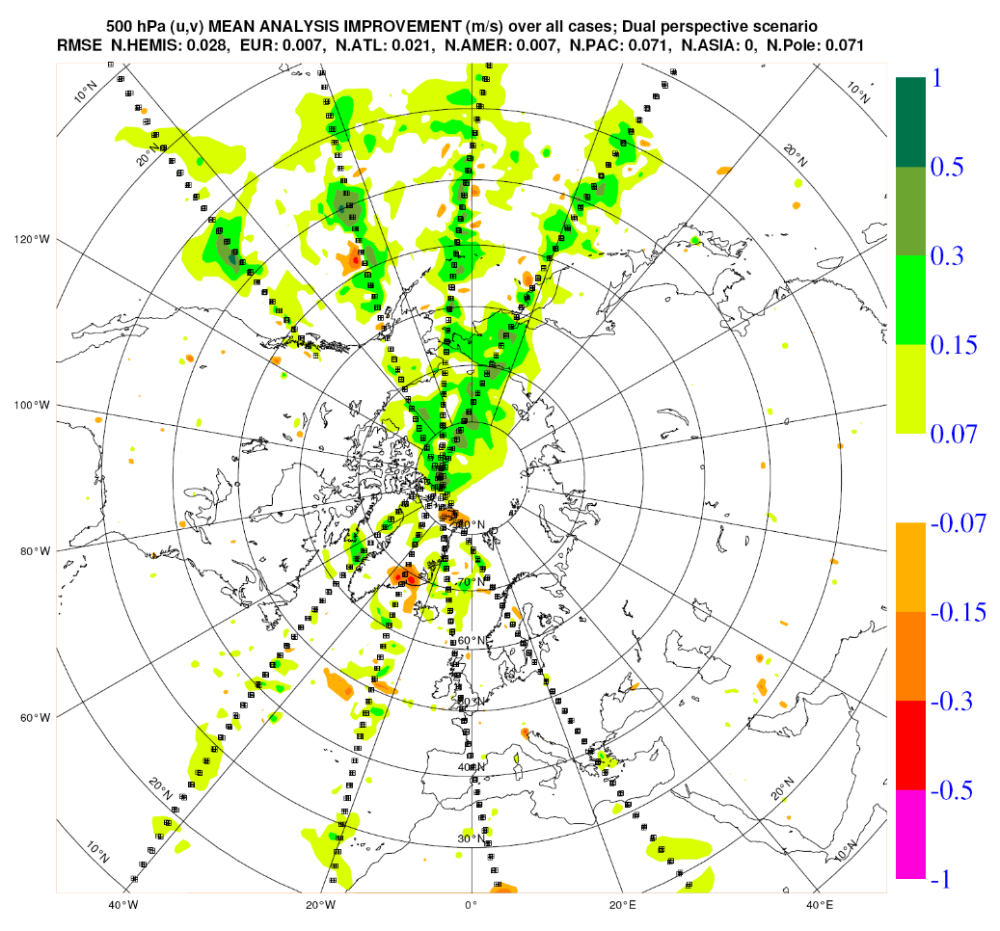 500 hPa (u,v) MEAN ANALYSIS IMPROVEMENT (m/s) over all cases; Dual perspective scenario
RMSE N.HEMIS: 0.028, EUR: 0.007, N.ATL: 0.021, N.AMER: 0.007, N.PAC: 0.071, N.ASIA: 0, N.Pole: 0.071
10°N
10°N
1
20°N
20°N
0.5
120°W
0.3
0.15
100°W
0.07
80°N
-0.07
80°W
70°N
-0.15
60°N
-0.3
50°N
60°W
40°N
20°N
20°N
-0.5
30°N
10°N
10°N
-1
40°W
20°W
0°
20°E
40°E